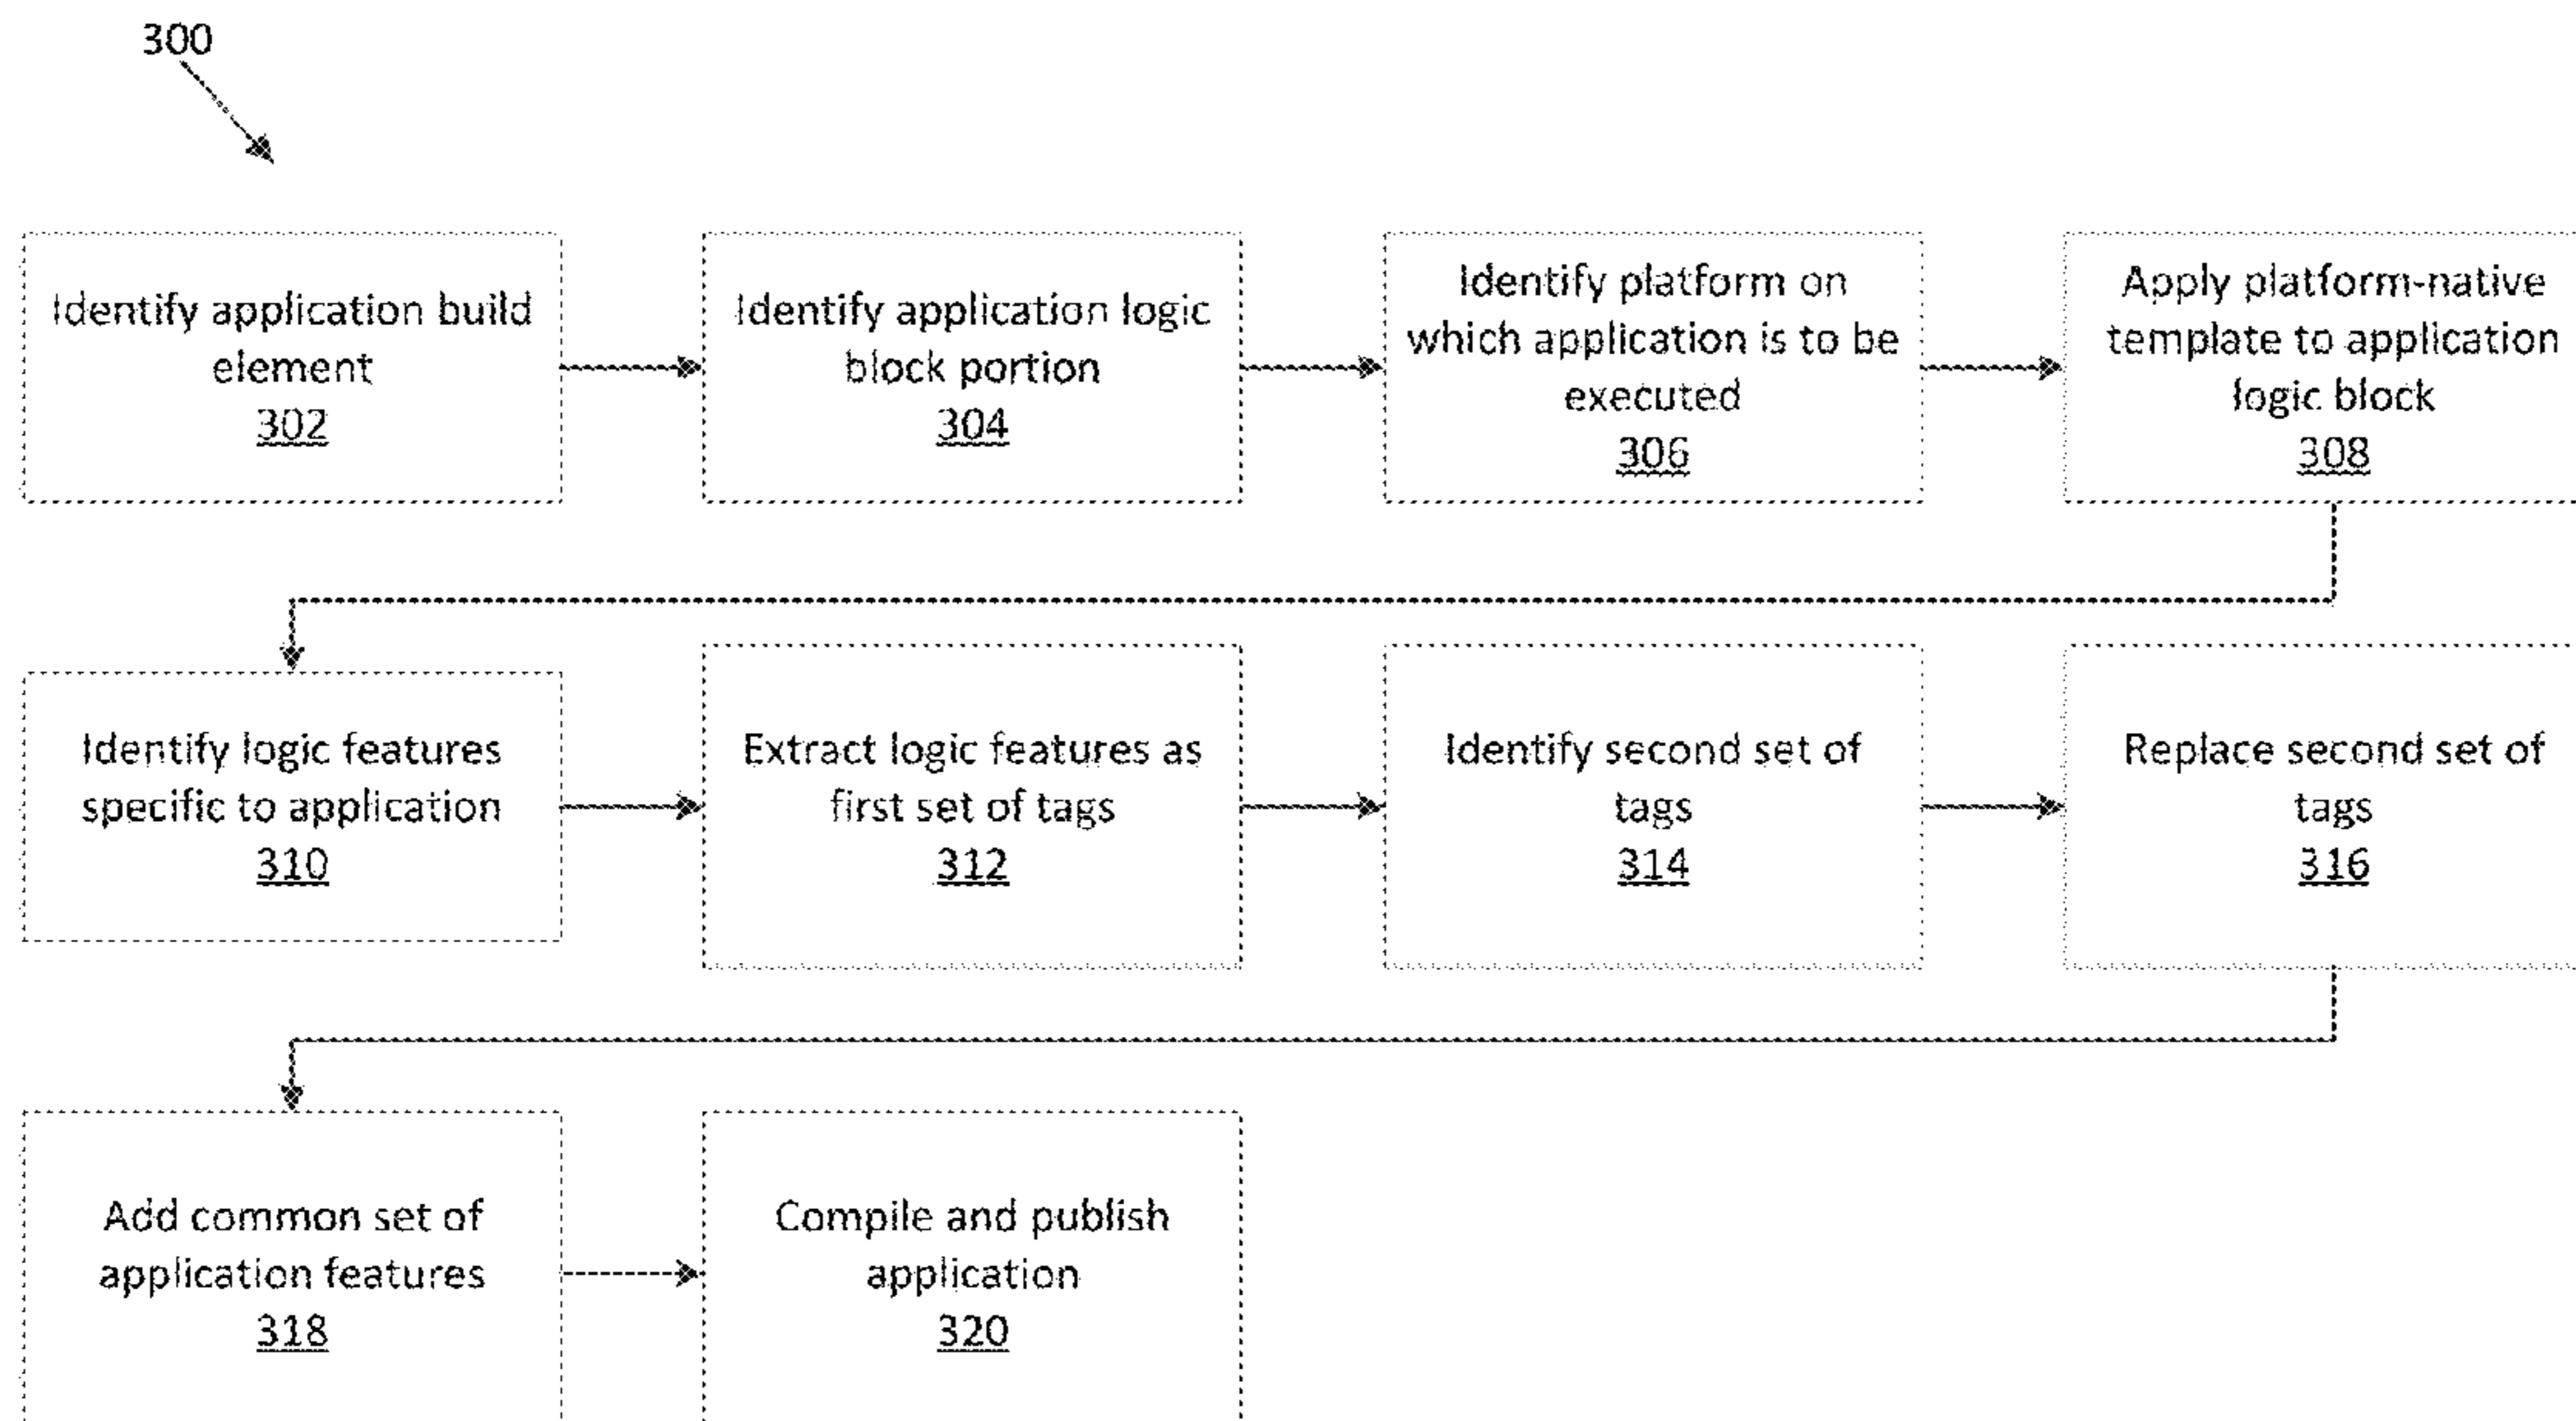 300
Identify application build
element
302
Identify application logic
block portion
304
Identify platform on
which application is to be
executed
306
Apply platform-native
template to application
logic block
308
Identify logic features
specific to application
310
Extract logic features as
first set of tags
312
Identify second set of
tags
314
Replace second set of
tags
316
Add common set of
application features
318
Compile and publish
application
320